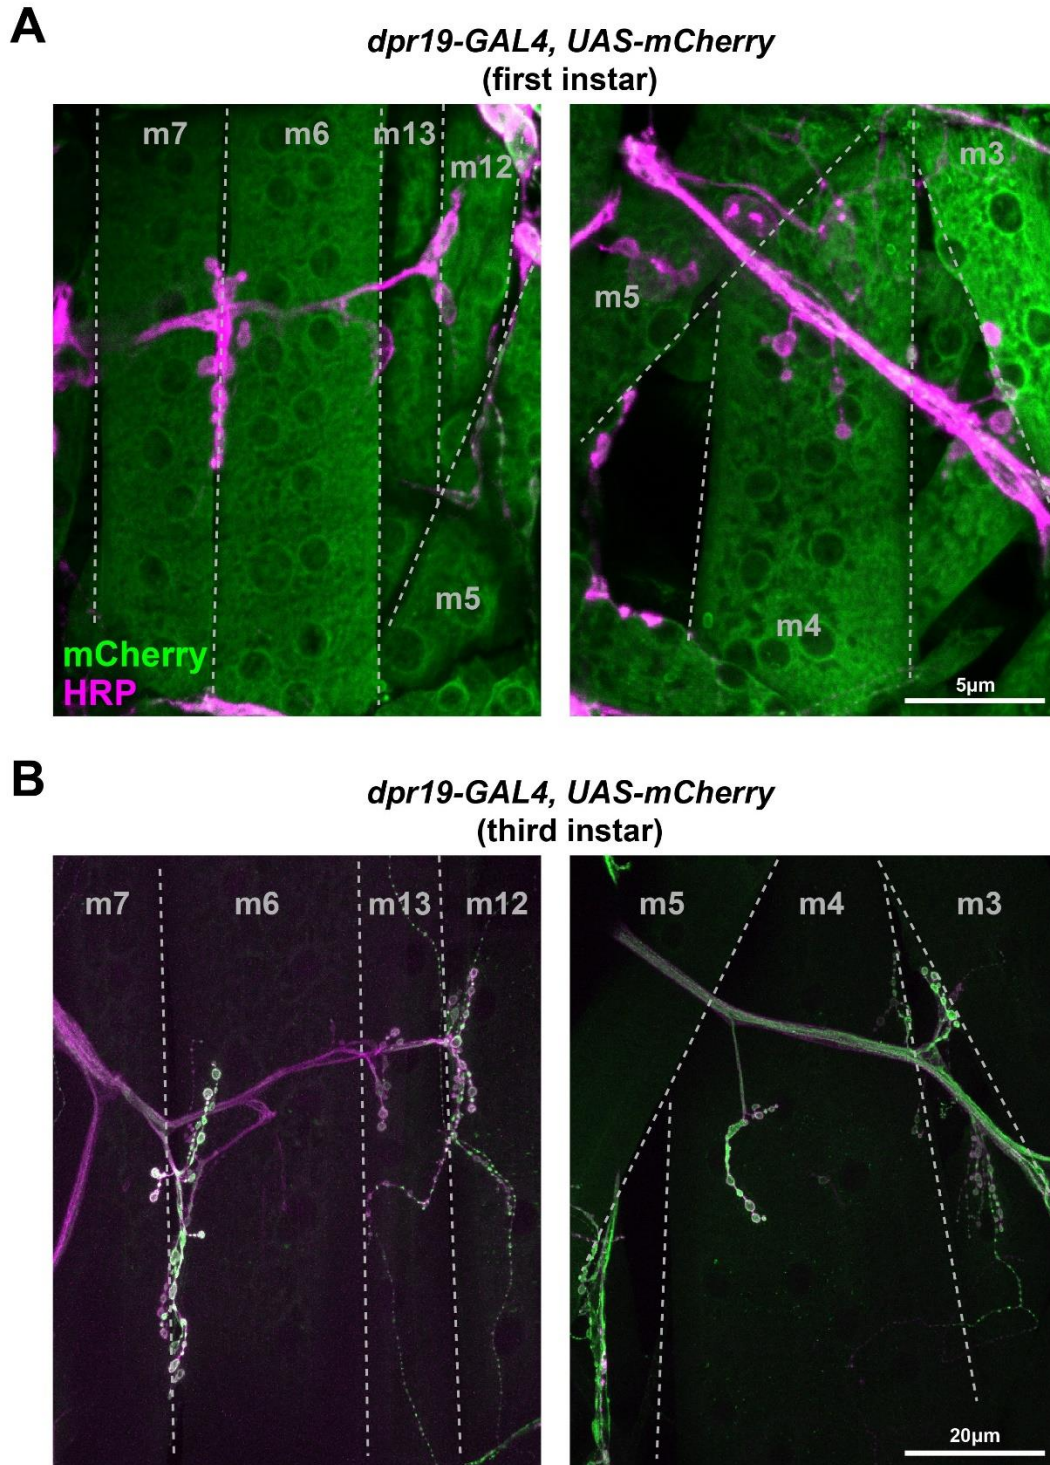 A
dpr19-GAL4, UAS-mCherry
(first instar)
m7 m6 m13 m12 m5
mCherry
HRP
m3 m5 m4
5µm
B
dpr19-GAL4, UAS-mCherry
(third instar)
m7 m6 m13 m12
m5 m4 m3
20µm